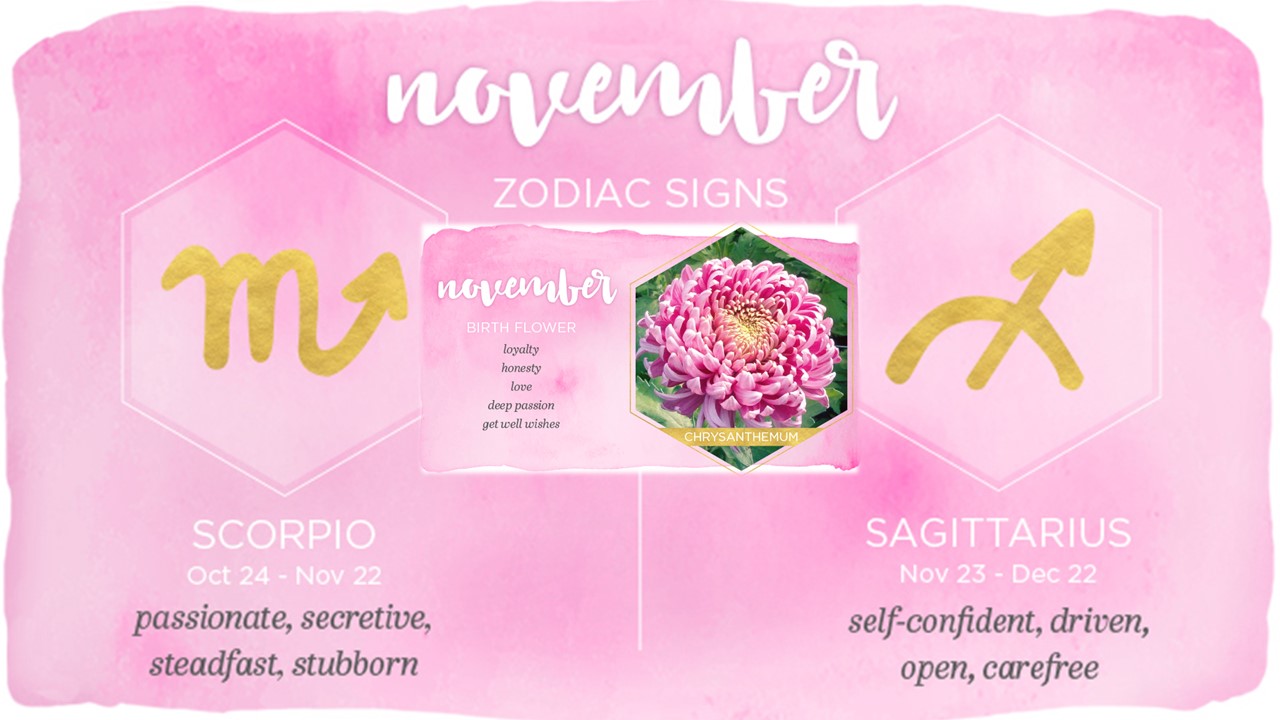 november
ZODIAC SIGNS
november
BIRTH FLOWER
loyalty
honesty
love
deep passion
get well wishes
CHRYSANTHEMUM
SCORPIO
Oct 24 - Nov 22
passionate, secretive,
steadfast, stubborn
SAGITTARIUS
Nov 23 - Dec 22
self-confident, driven,
open, carefree